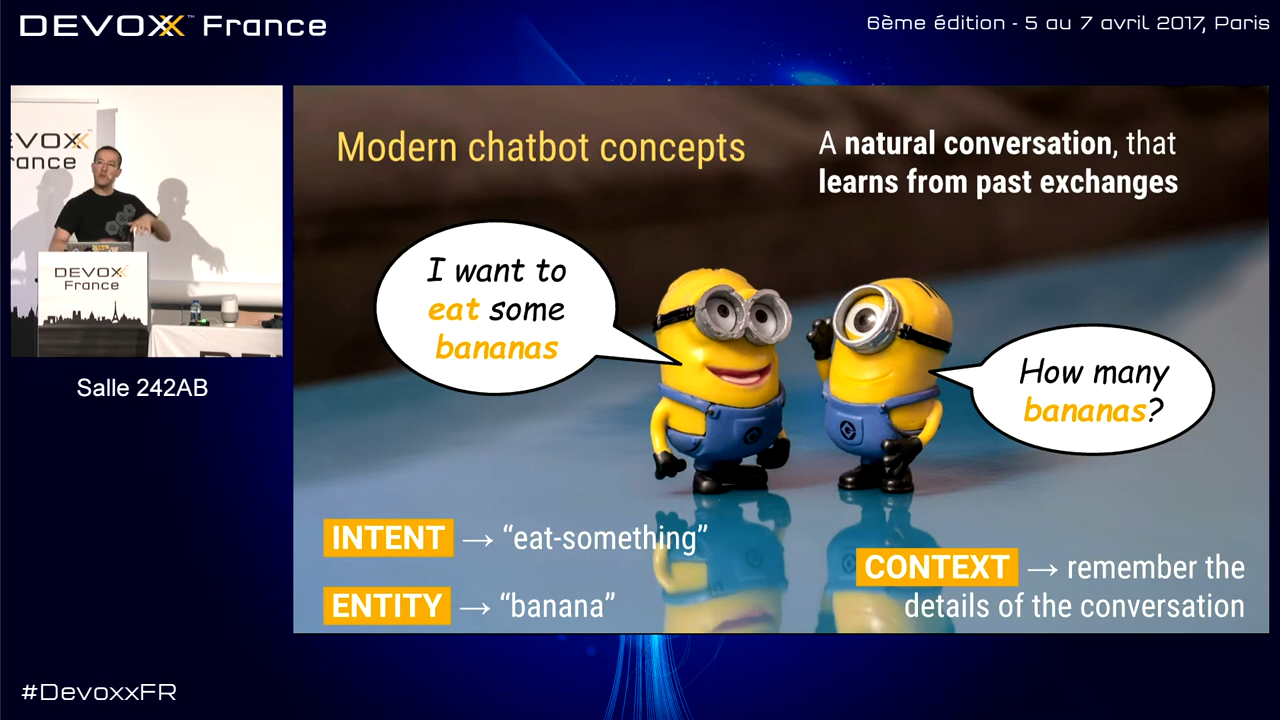 DEVOXX™ France
6ème édition - 5 au 7 avril 2017, Paris
DEVOXX™
France
DEVOXX
France
Salle 242AB
Modern chatbot concepts
A natural conversation, that
learns from past exchanges
I want to
eat some
bananas
How many
bananas?
INTENT → “eat-something”
ENTITY → “banana”
CONTEXT → remember the
details of the conversation
#DevoxxFR